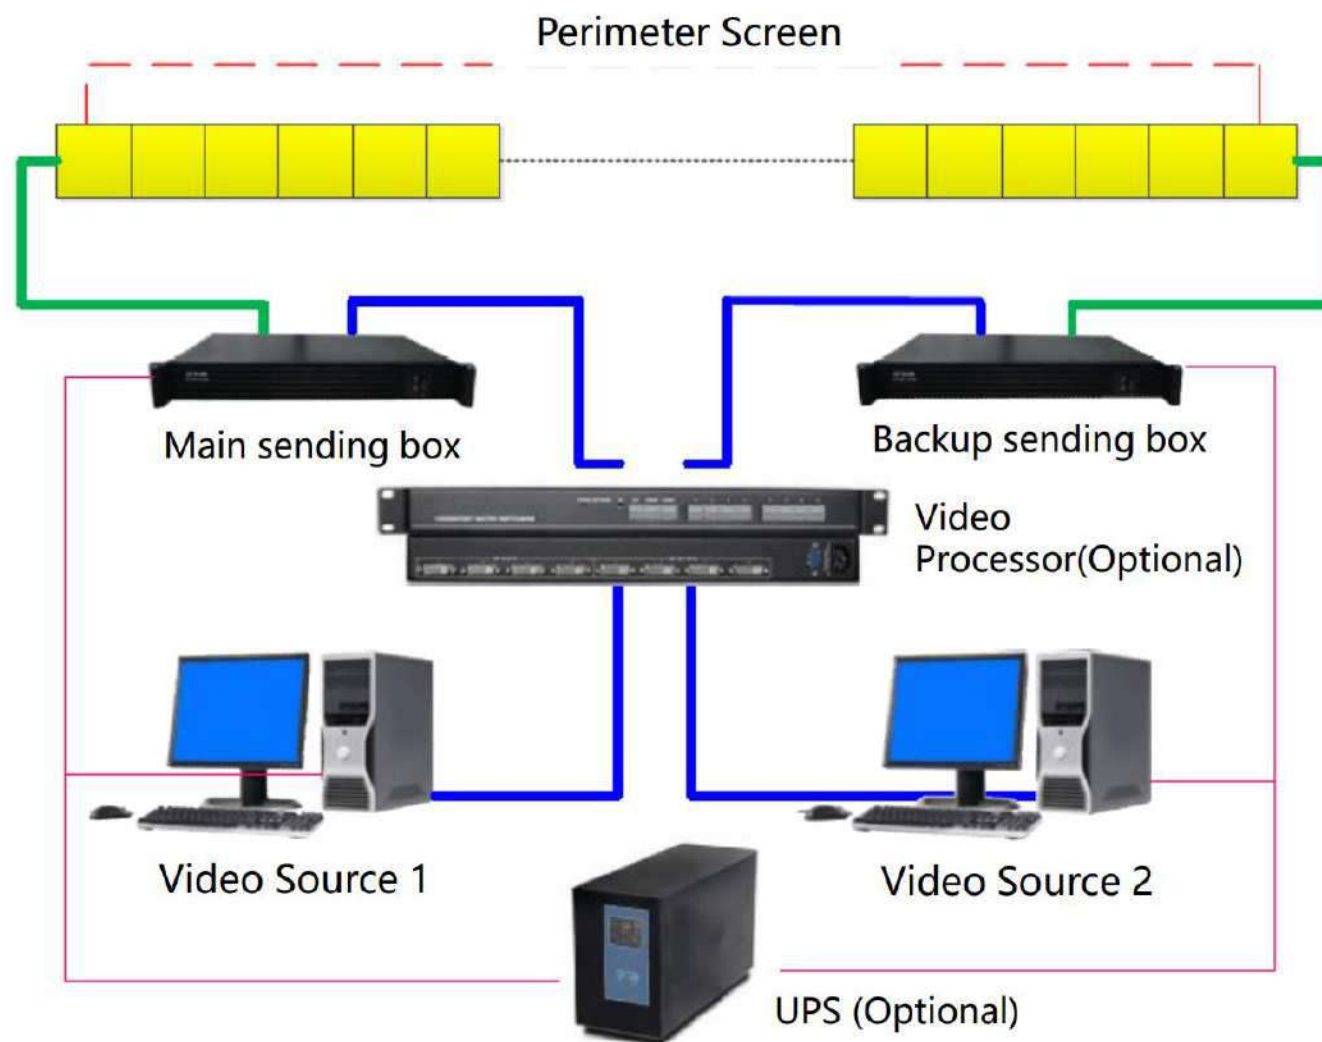 Perimeter Screen
Main sending box
Backup sending box
Video
Processor(Optional)
Video Source 1
Video Source 2
UPS (Optional)